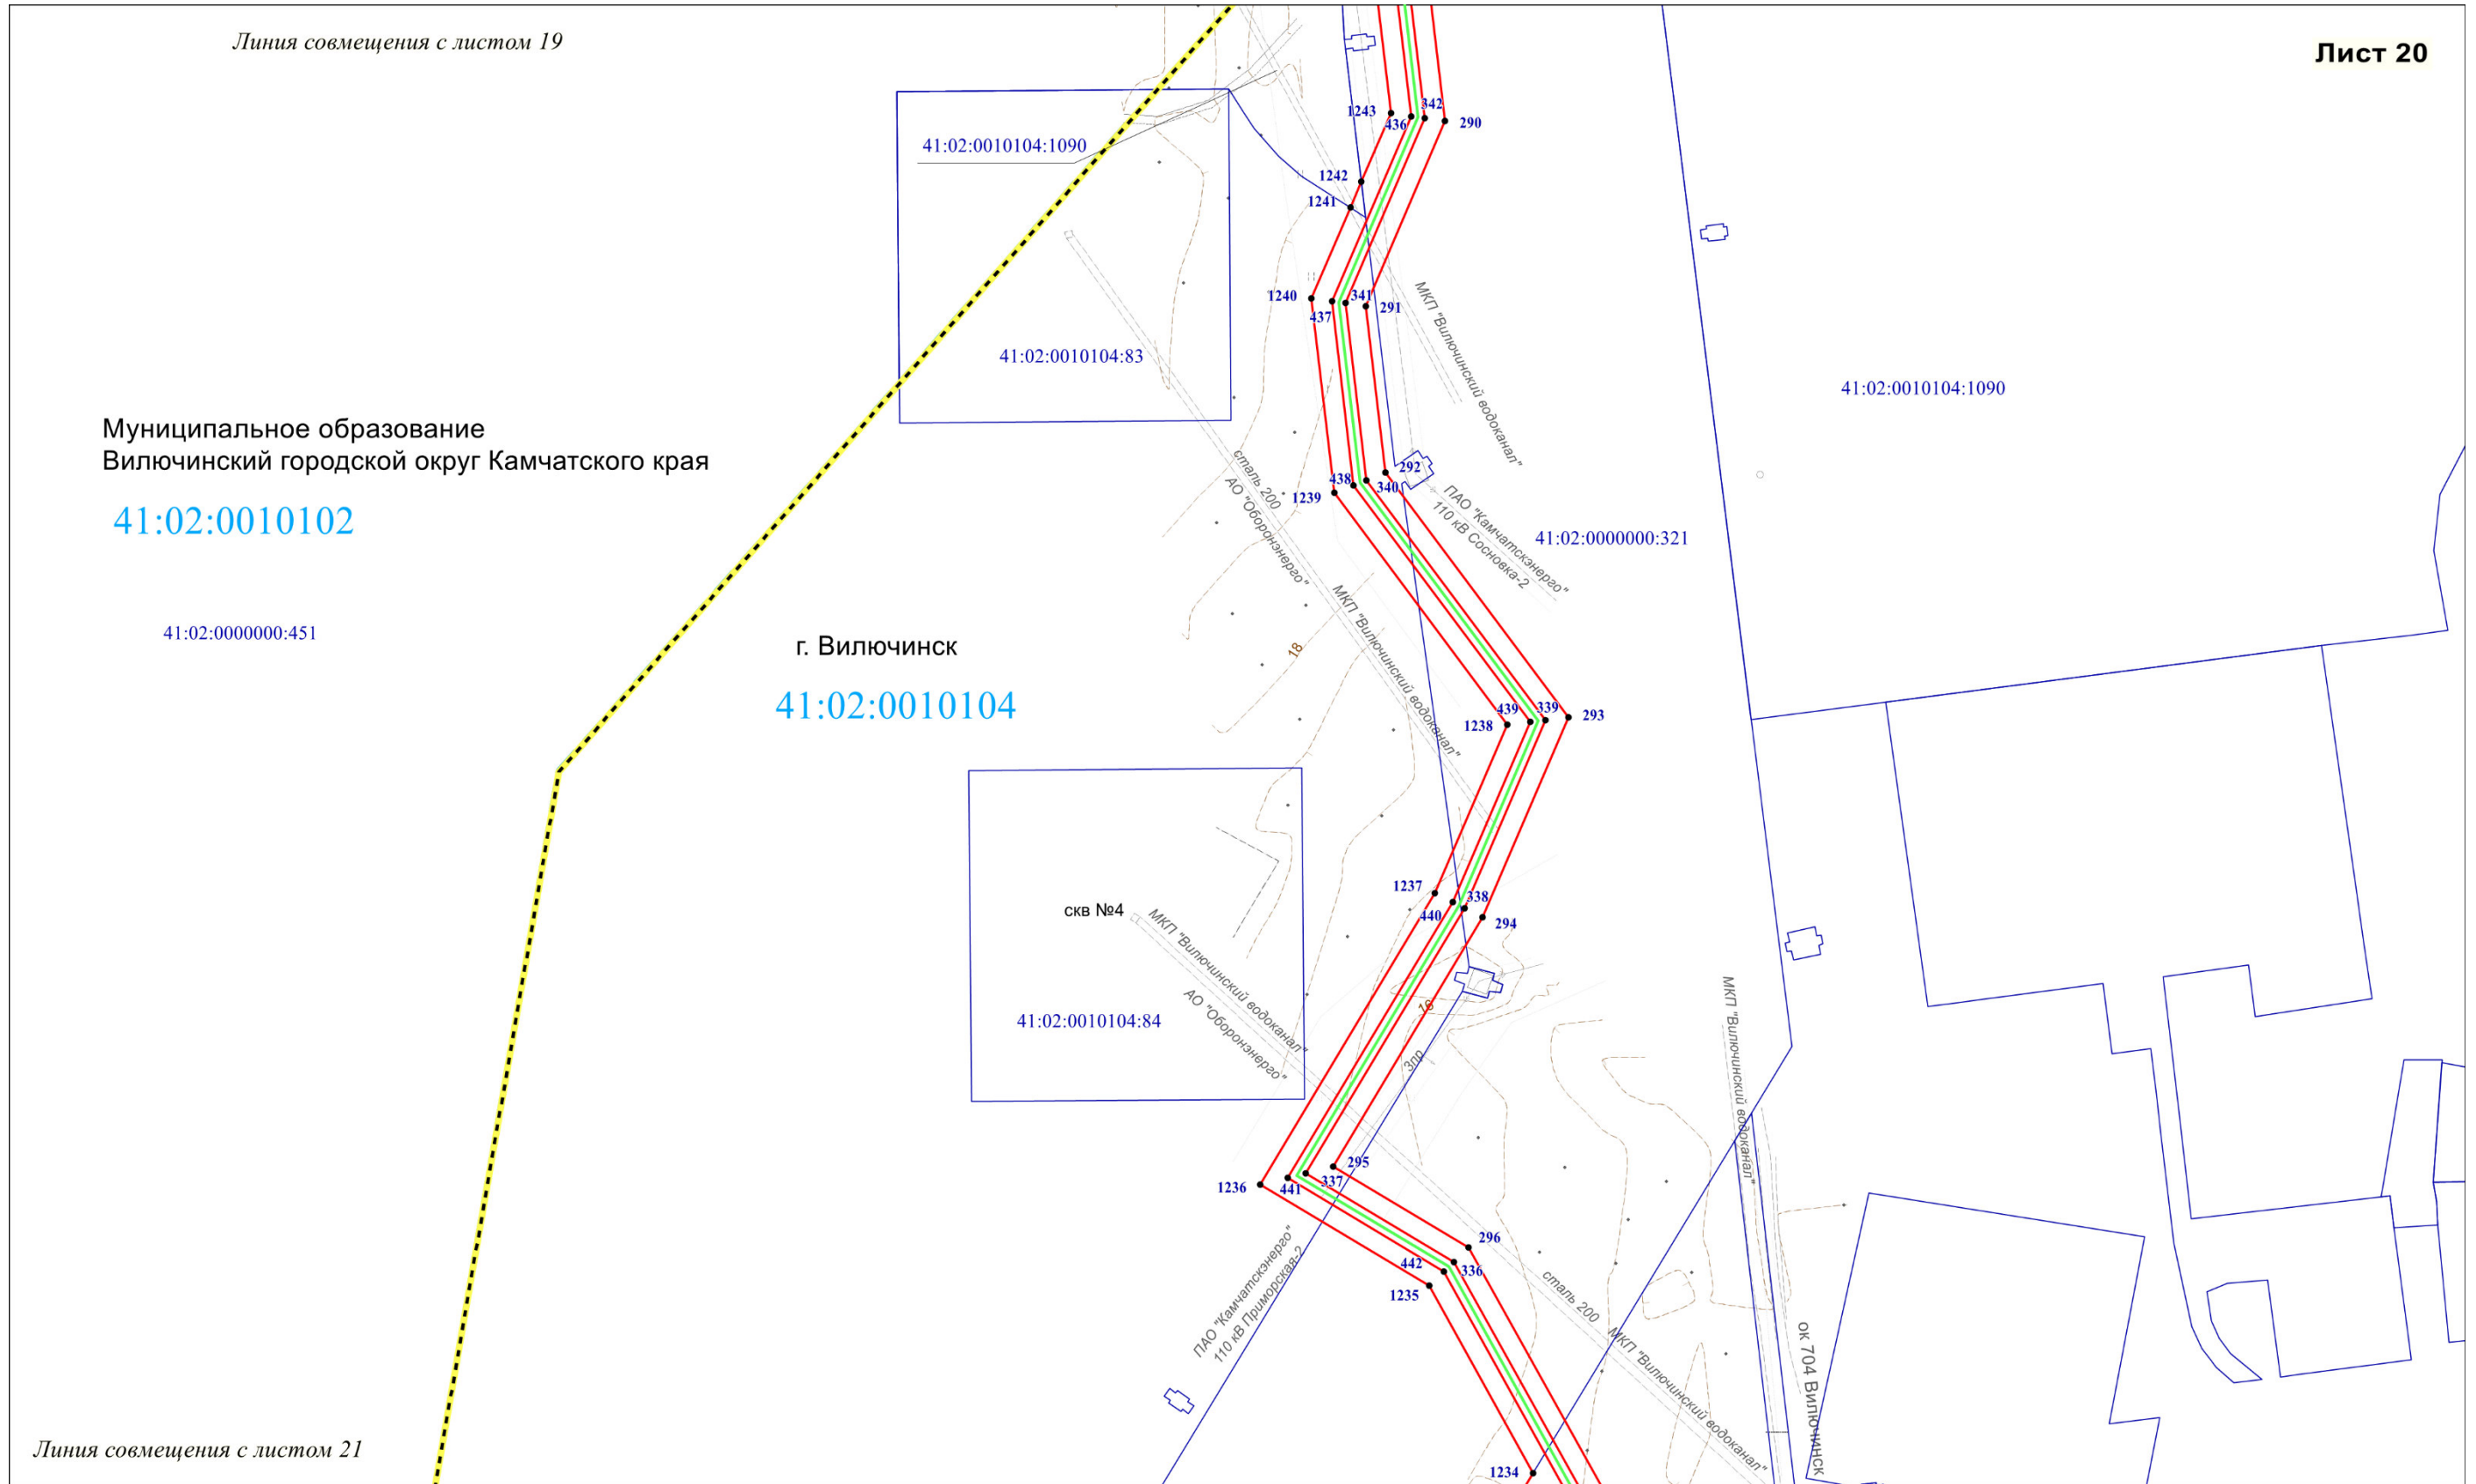 Линия совмещения с листом 19
Лист 20
41:02:0010104:1090
1243
436
342
290
1242
1241
1240
437
341
291
МКП "Вилючинский водоканал"
41:02:0010104:83
41:02:0010104:1090
Муниципальное образование
Вилючинский городской округ Камчатского края
41:02:0010102
41:02:0000000:451
сталь 200
АО "Оборонэнерго"
1239
438
340
292
ПАО "Камчатскэнерго"
110 кВ Сосновка-2
41:02:0000000:321
МКП "Вилючинский водоканал"
18
г. Вилючинск
41:02:0010104
1238
439
339
293
1237
440
338
294
скв №4
МКП "Вилючинский водоканал"
АО "Оборонэнерго"
41:02:0010104:84
16
3пр
МКП "Вилючинский водоканал"
1236
441
337
295
296
442
336
1235
ПАО "Камчатскэнерго"
110 кВ Приморская-2
сталь 200
МКП "Вилючинский водоканал"
ок 704 Вилючинск
1234
Линия совмещения с листом 21